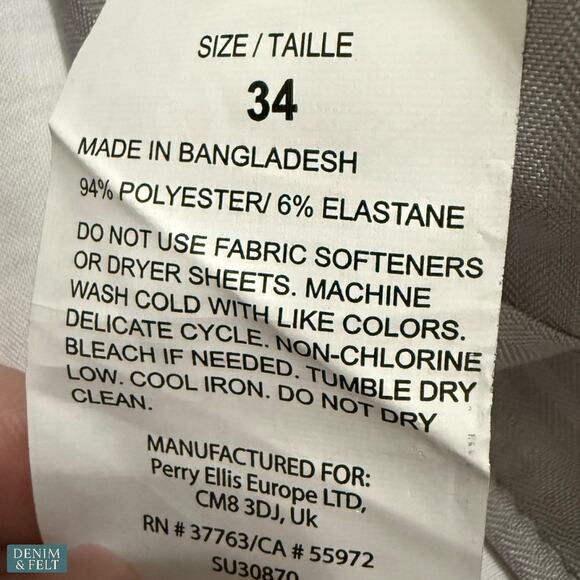 SIZE / TAILLE
34
MADE IN BANGLADESH
94% POLYESTER/ 6% ELASTANE
DO NOT USE FABRIC SOFTENERS
OR DRYER SHEETS. MACHINE
WASH COLD WITH LIKE COLORS.
DELICATE CYCLE. NON-CHLORINE
BLEACH IF NEEDED. TUMBLE DRY
LOW. COOL IRON. DO NOT DRY
CLEAN.
MANUFACTURED FOR:
Perry Ellis Europe LTD,
CM8 3DJ, Uk
RN # 37763/CA # 55972
SU30870
DENIM
& FELT